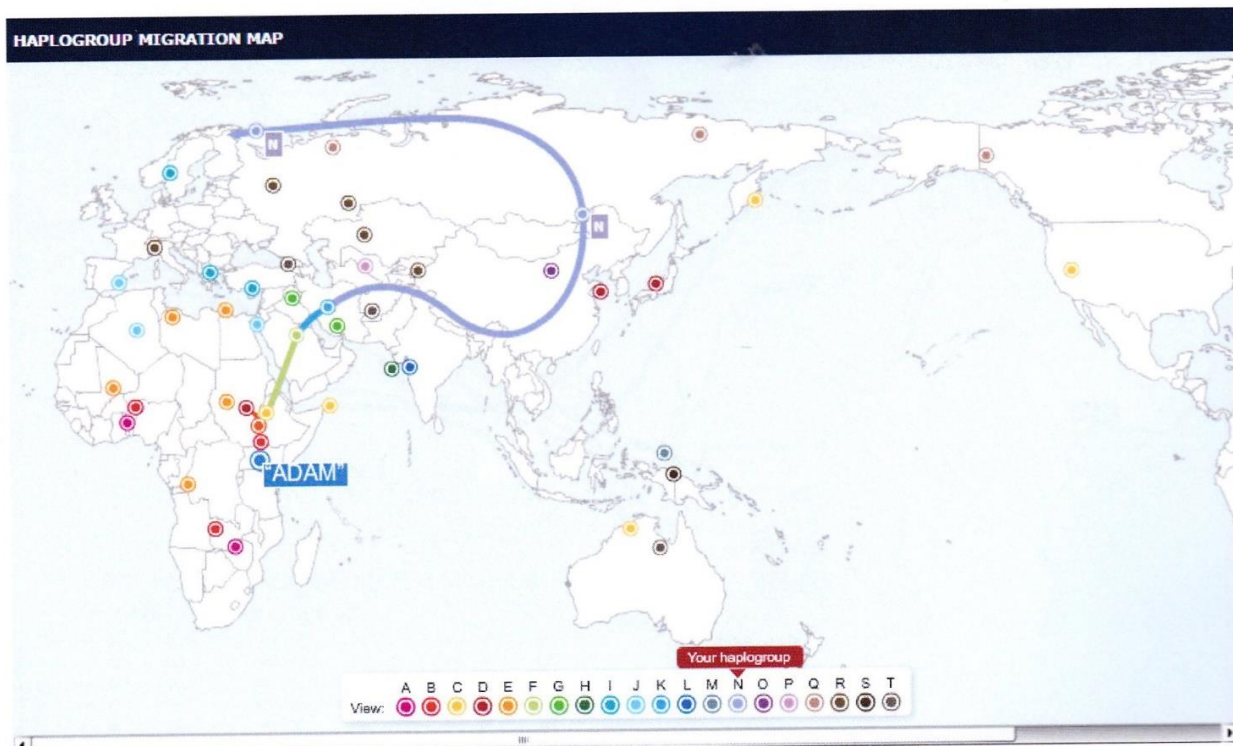 HAPLOGROUP MIGRATION MAP
N
N
"ADAM"
Your haplogroup
View: A B C D E F G H I J K L M N O P Q R S T